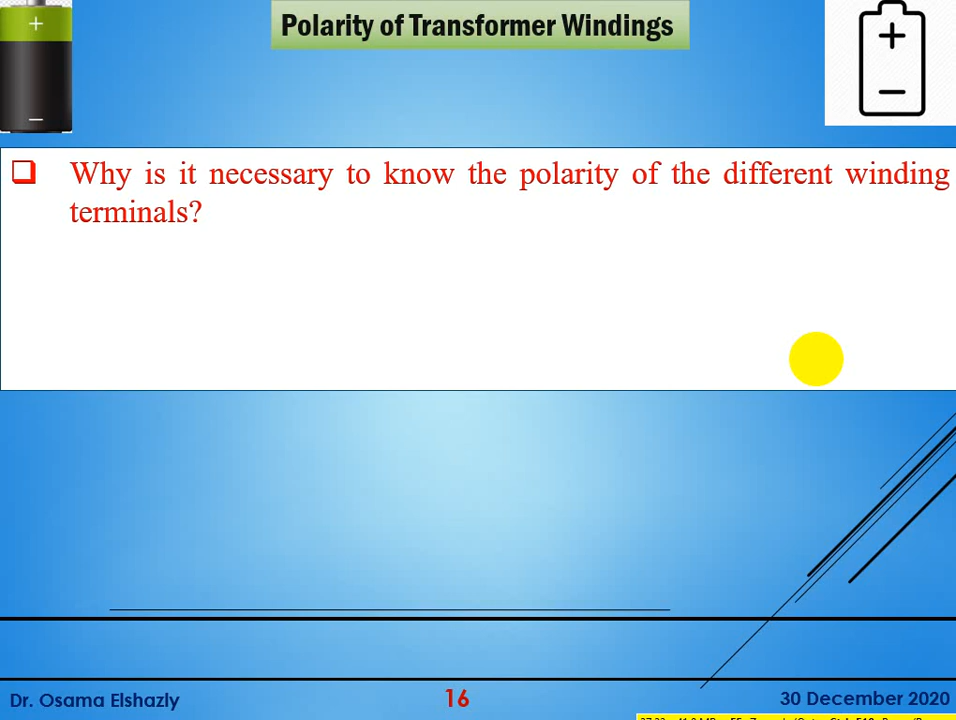 Polarity of Transformer Windings
Why is it necessary to know the polarity of the different winding
terminals?
Dr. Osama Elshazly
16
30 December 2020